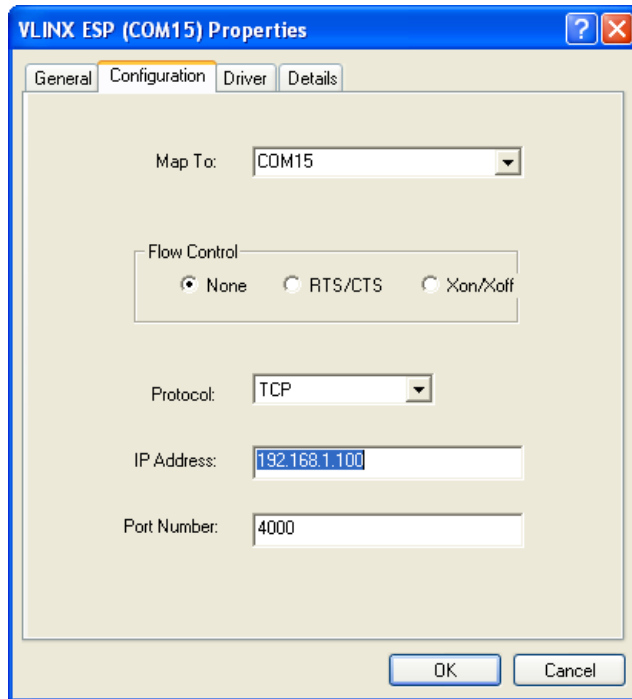 VLINX ESP (COM15) Properties
General Configuration Driver Details
Map To: COM15
Flow Control
None RTS/CTS Xon/Xoff
Protocol: TCP
IP Address: 192.168.1.100
Port Number: 4000
OK Cancel